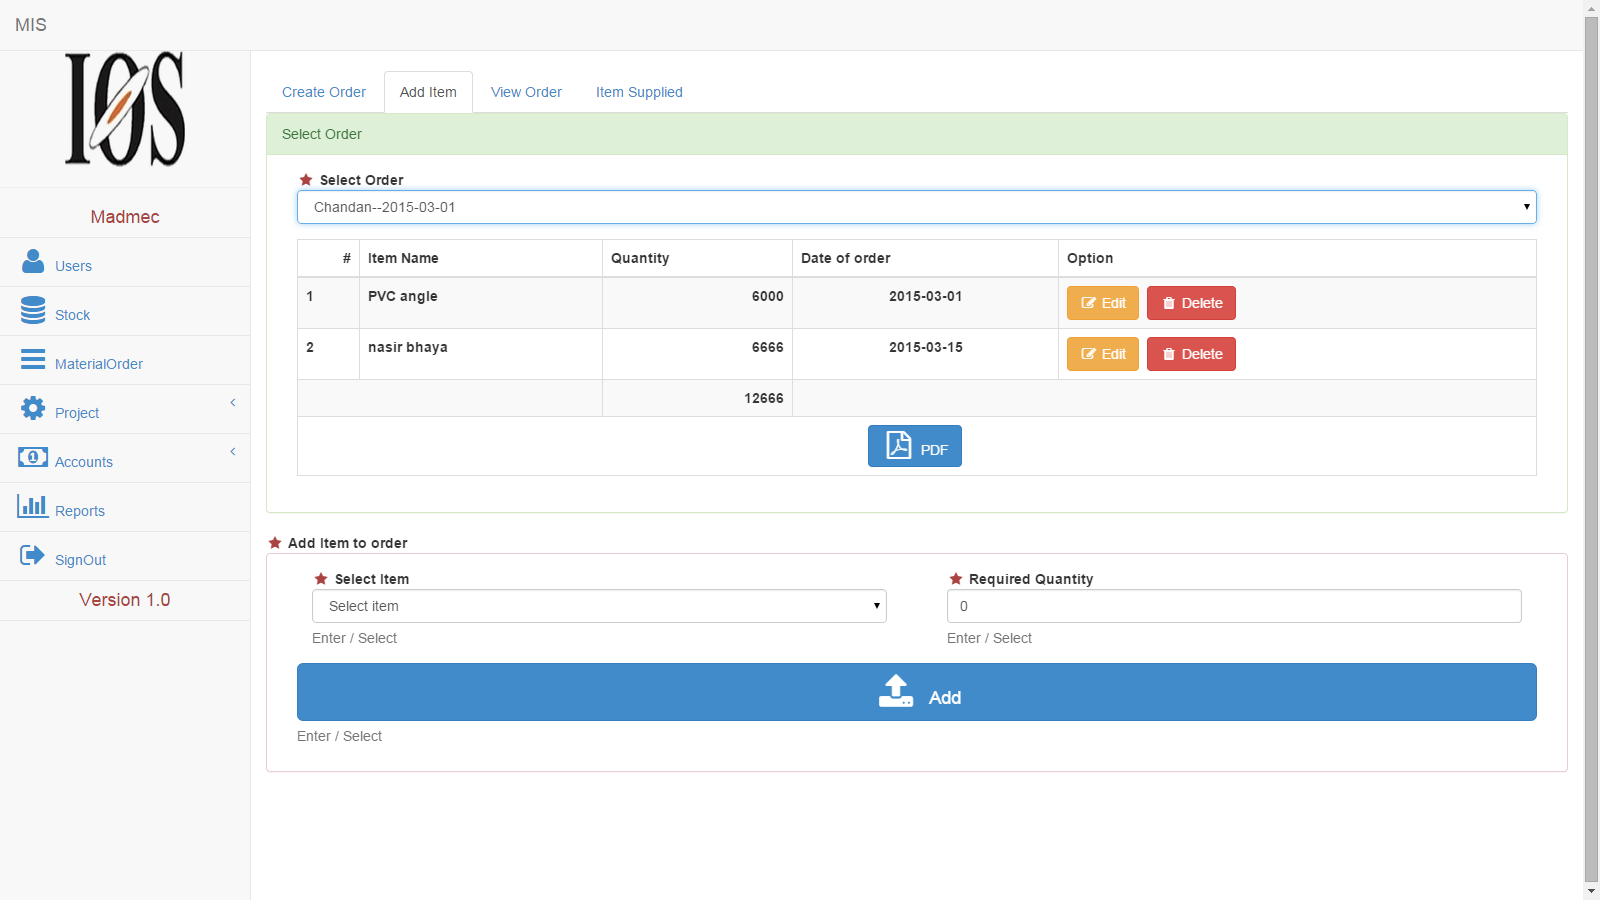 MIS
IOS
Madmec
Users
Stock
MaterialOrder
Project
Accounts
Reports
SignOut
Version 1.0
Create Order Add Item View Order Item Supplied
Select Order
Select Order
Chandan--2015-03-01
# Item Name Quantity Date of order Option
1 PVC angle 6000 2015-03-01 Edit Delete
2 nasir bhaya 6666 2015-03-15 Edit Delete
12666
PDF
Add Item to order
Select Item Required Quantity
Select item 0
Enter / Select Enter / Select
Add
Enter / Select